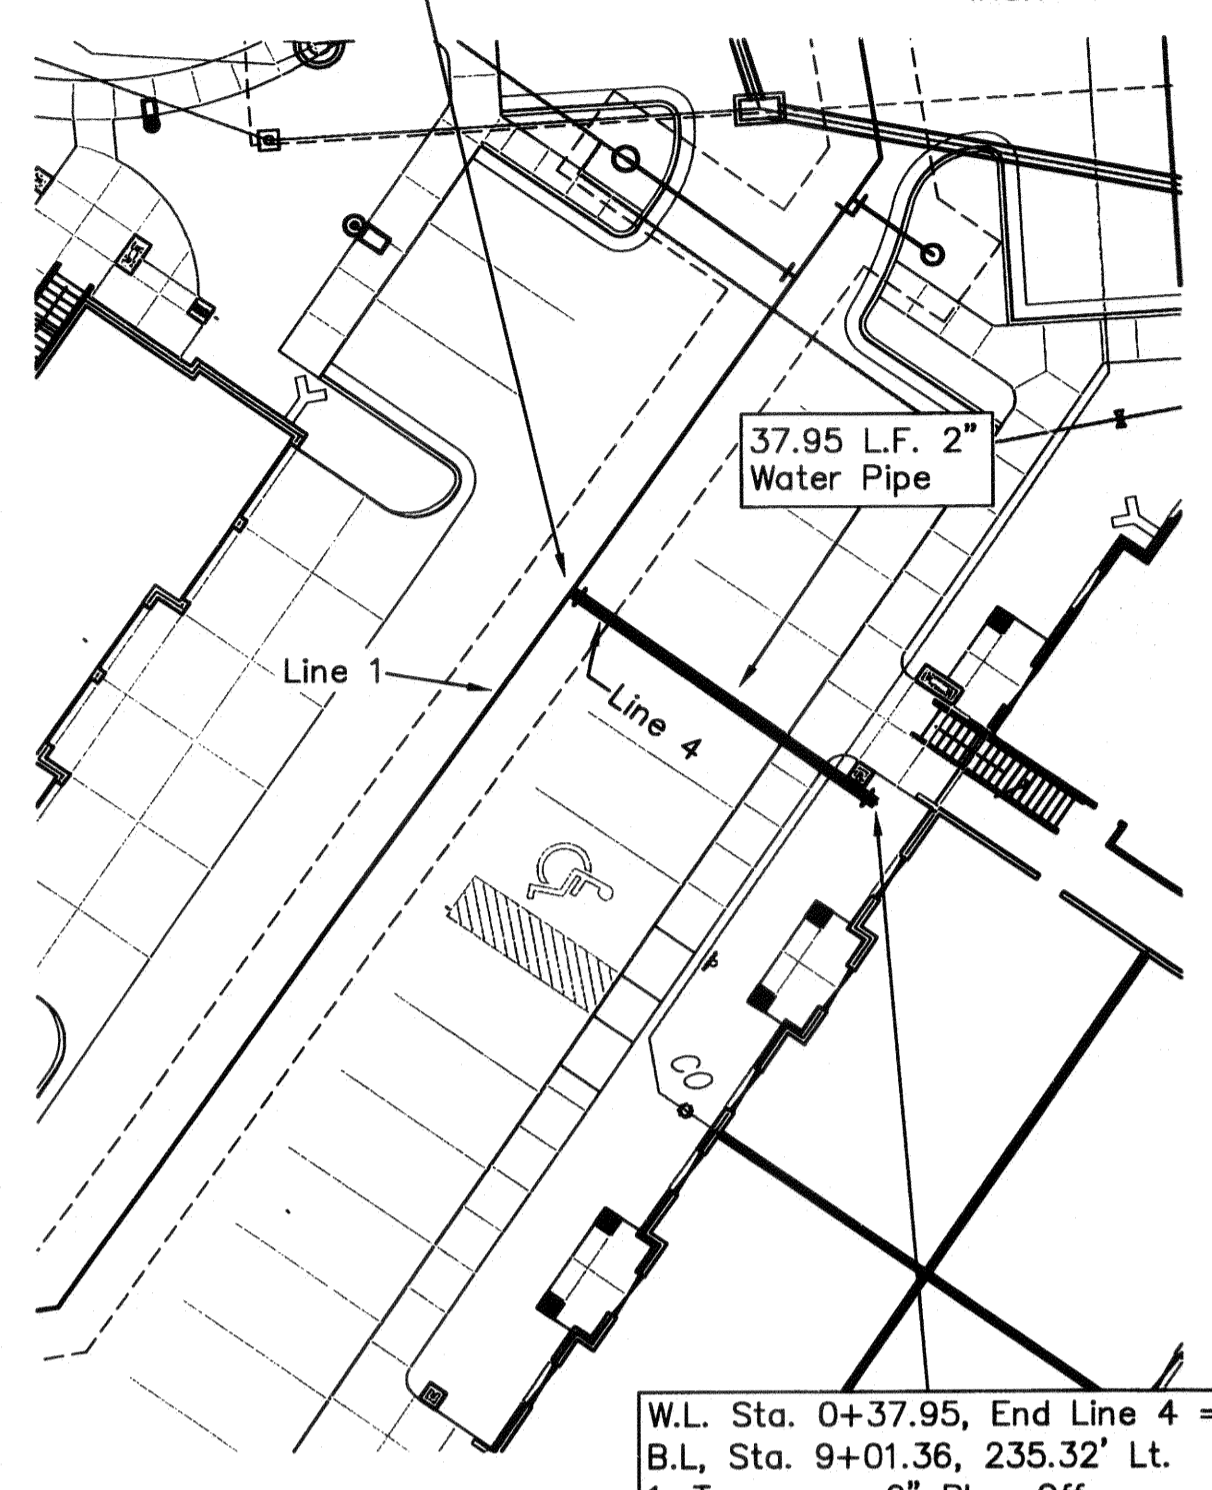 37.95 L.F. 2"
Water Pipe
Line 1
Line 4
CO
W.L. Sta. 0+37.95, End Line 4 =
B.L, Sta. 9+01.36, 235.32' Lt.